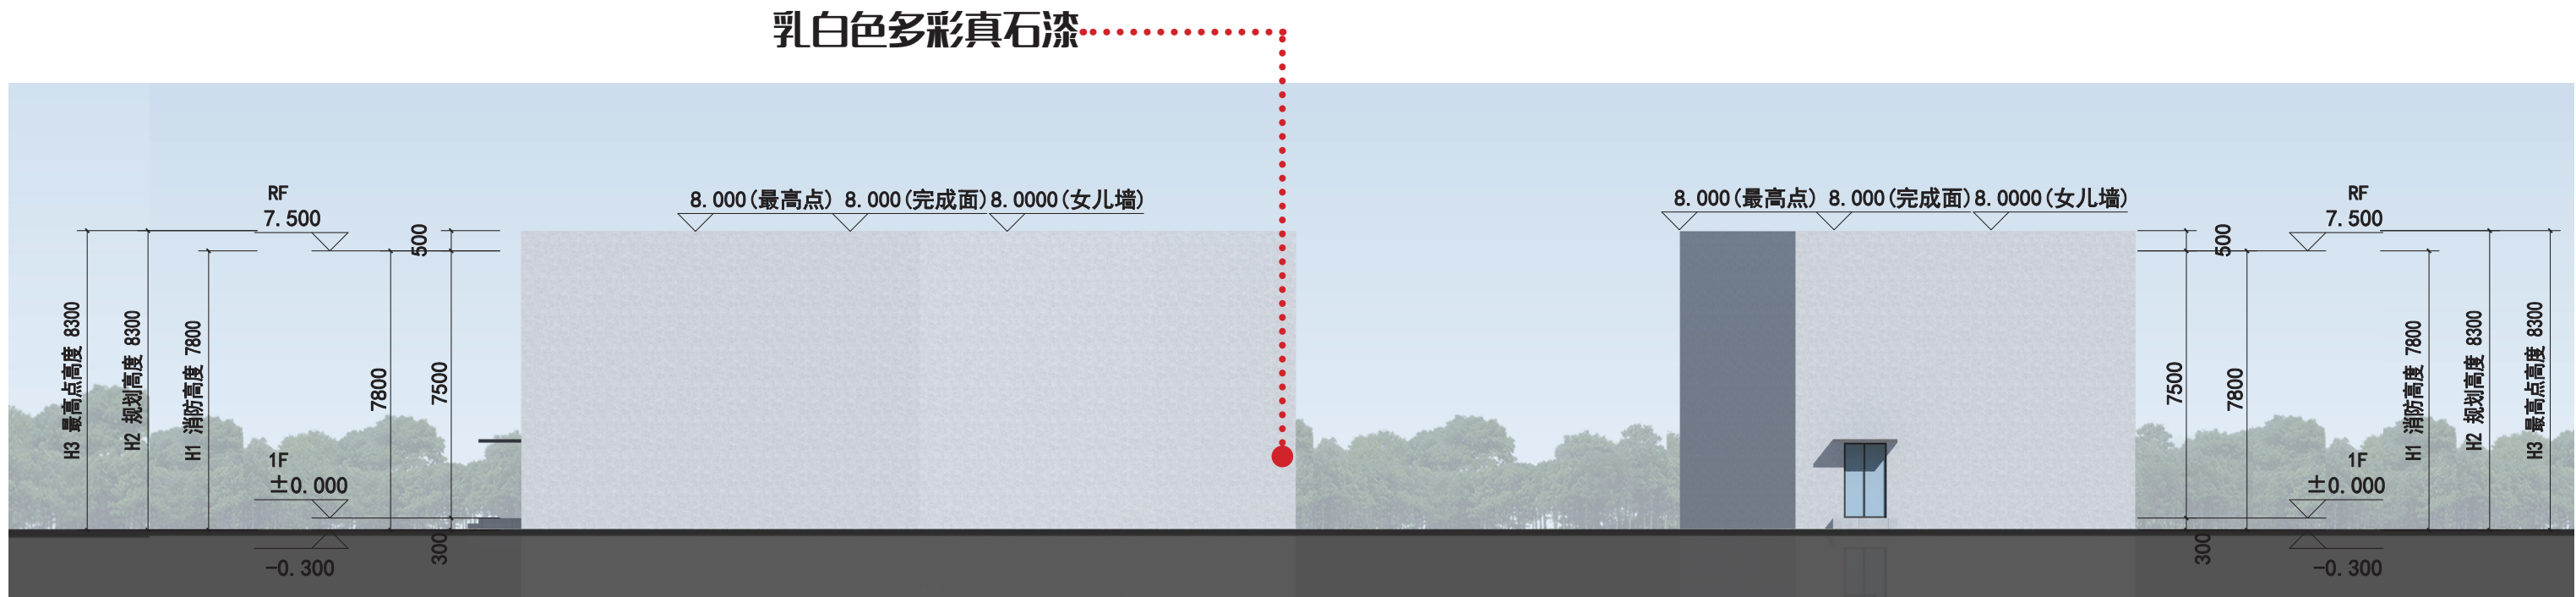 乳白色多彩真石漆
8.000(最高点) 8.000(完成面) 8.0000(女儿墙)
8.000(最高点) 8.000(完成面) 8.0000(女儿墙)
RF
7.500
500
H3 最高点高度 8300
H2 规划高度 8300
H1 消防高度 7800
7800
7500
1F
±0.000
300
-0.300
RF
7.500
500
7500
7800
H1 消防高度 7800
H2 规划高度 8300
H3 最高点高度 8300
1F
±0.000
300
-0.300